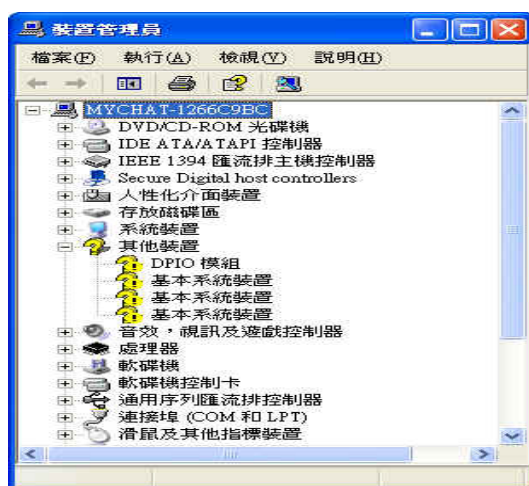 裝置管理員
檔案(F) 執行(A) 檢視(V) 說明(H)
MYCHAT-1266C9BC
DVD/CD-ROM 光碟機
IDE ATA/ATAPI 控制器
IEEE 1394 匯流排主機控制器
Secure Digital host controllers
人性化介面裝置
存放磁碟區
系統裝置
其他裝置
DPIO 模組
基本系統裝置
基本系統裝置
基本系統裝置
音效，視訊及遊戲控制器
處理器
軟碟機
軟碟機控制卡
通用序列匯流排控制器
連接埠 (COM 和 LPT)
滑鼠及其他指標裝置